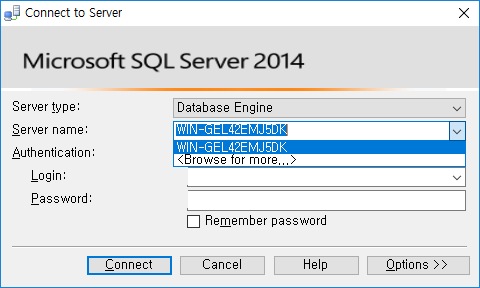 Connect to Server
Microsoft SQL Server 2014
Server type: Database Engine
Server name: WIN-GEL42EMJ5DK
WIN-GEL42EMJ5DK
Authentication: <Browse for more...>
Login:
Password:
Remember password
Connect Cancel Help Options >>